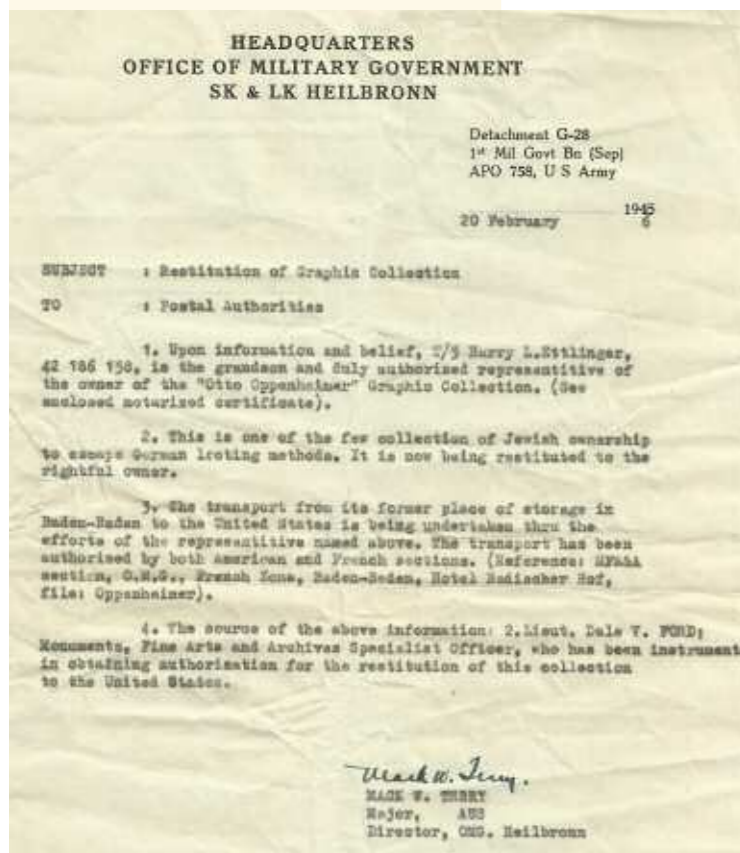 HEADQUARTERS
OFFICE OF MILITARY GOVERNMENT
SK & LK HEILBRONN
Detachment G-28
1st Mil Govt Bn (Sep)
APO 758, U S Army
1945
20 February 6
SUBJECT : Restitution of Graphic Collection
TO : Postal Authorities
1. Upon information and belief, T/5 Harry L.Ettlinger,
42 186 158, is the grandson and duly authorized representitive of
the owner of the "Otto Oppenheimer" Graphic Collection. (See
enclosed notarized certificate).
2. This is one of the few collection of Jewish ownership
to escape German looting methods. It is now being restituted to the
rightful owner.
3. The transport from its former place of storage in
Baden-Baden to the United States is being undertaken thru the
efforts of the representitive named above. The transport has been
authorized by both American and French sections. (Reference: MFA&A
section, O.M.G., French Zone, Baden-Baden, Hotel Badischer Hof,
file: Oppenheimer).
4. The source of the above information: 2.Lieut. Dale V. FORD;
Monuments, Fine Arts and Archives Specialist Officer, who has been instrument
in obtaining authorization for the restitution of this collection
to the United States.
Mack W. Terry.
MACK W. TERRY
Major, AUS
Director, OMG. Heilbronn